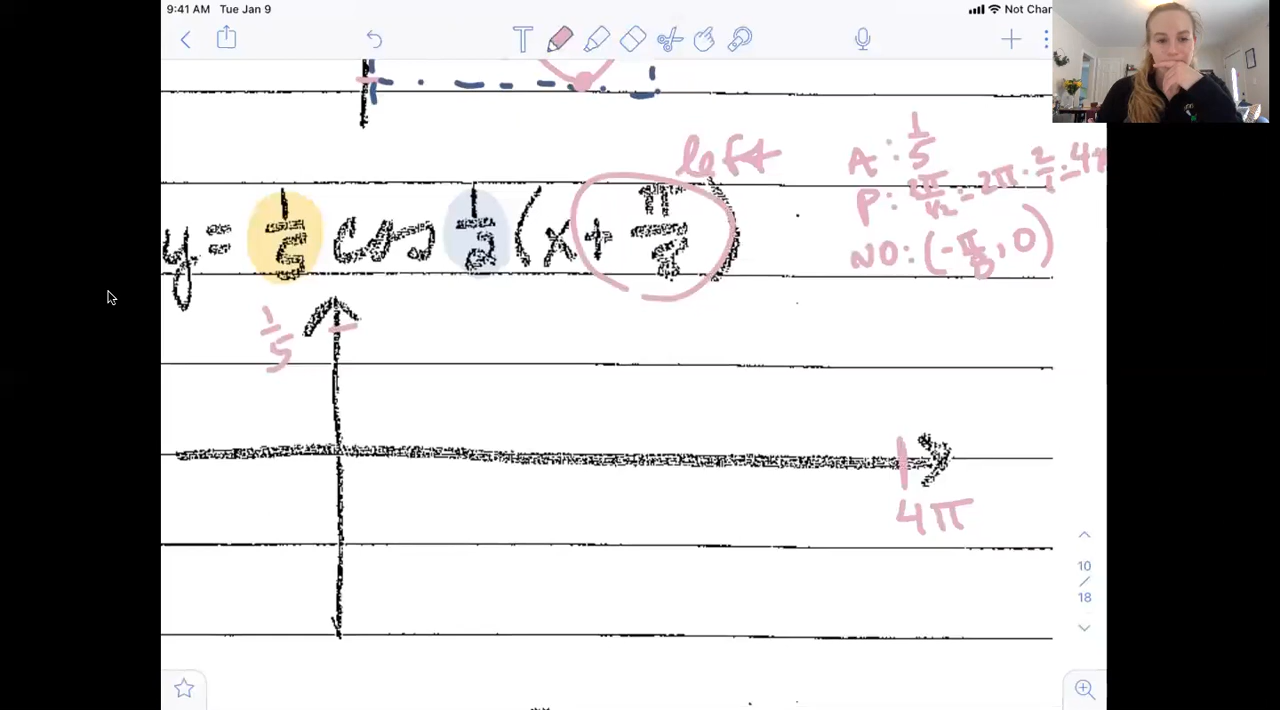 9:41 AM Tue Jan 9
Not Char
T
left
A: 1/5
P: 2π/1/2 = 2π · 2/1 = 4π
NO: (-π/8, 0)
y = 1/5 cos 1/2 (x + π/8)
1/5
4π
10
/
18